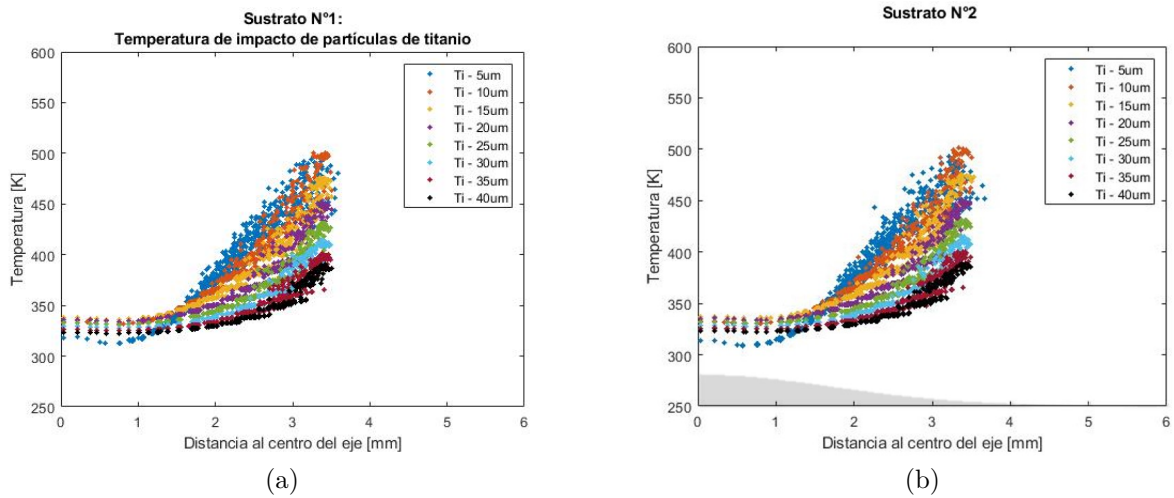 Sustrato N°1:
Temperatura de impacto de partículas de titanio
600
550
500
450
400
350
300
250
Temperatura [K]
0 1 2 3 4 5 6
Distancia al centro del eje [mm]
Ti - 5um
Ti - 10um
Ti - 15um
Ti - 20um
Ti - 25um
Ti - 30um
Ti - 35um
Ti - 40um
(a)
Sustrato N°2
600
550
500
450
400
350
300
250
Temperatura [K]
0 1 2 3 4 5 6
Distancia al centro del eje [mm]
Ti - 5um
Ti - 10um
Ti - 15um
Ti - 20um
Ti - 25um
Ti - 30um
Ti - 35um
Ti - 40um
(b)